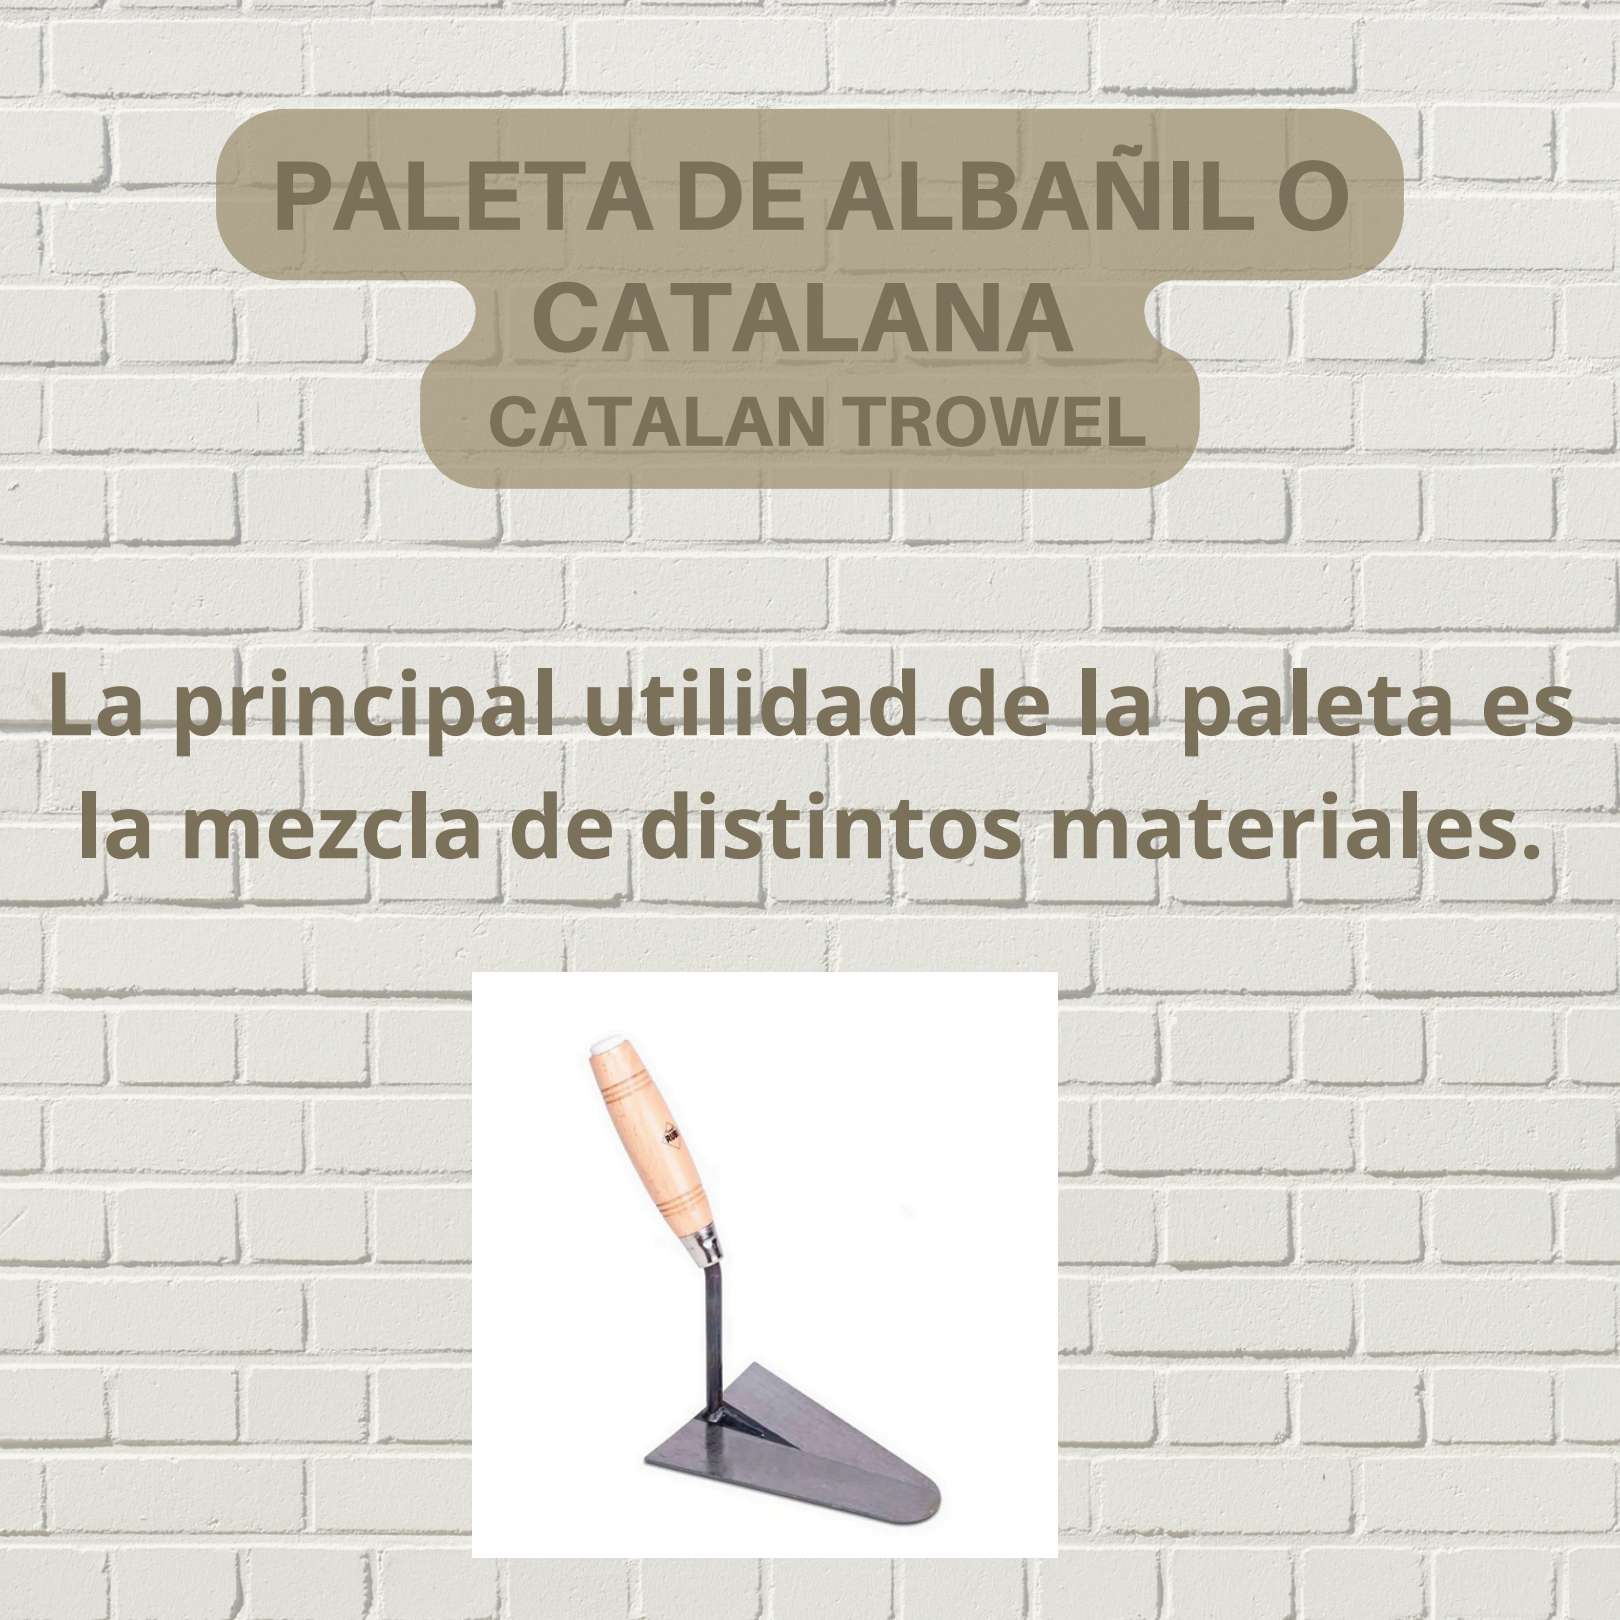 PALETA DE ALBAÑIL O
CATALANA
CATALAN TROWEL
La principal utilidad de la paleta es
la mezcla de distintos materiales.